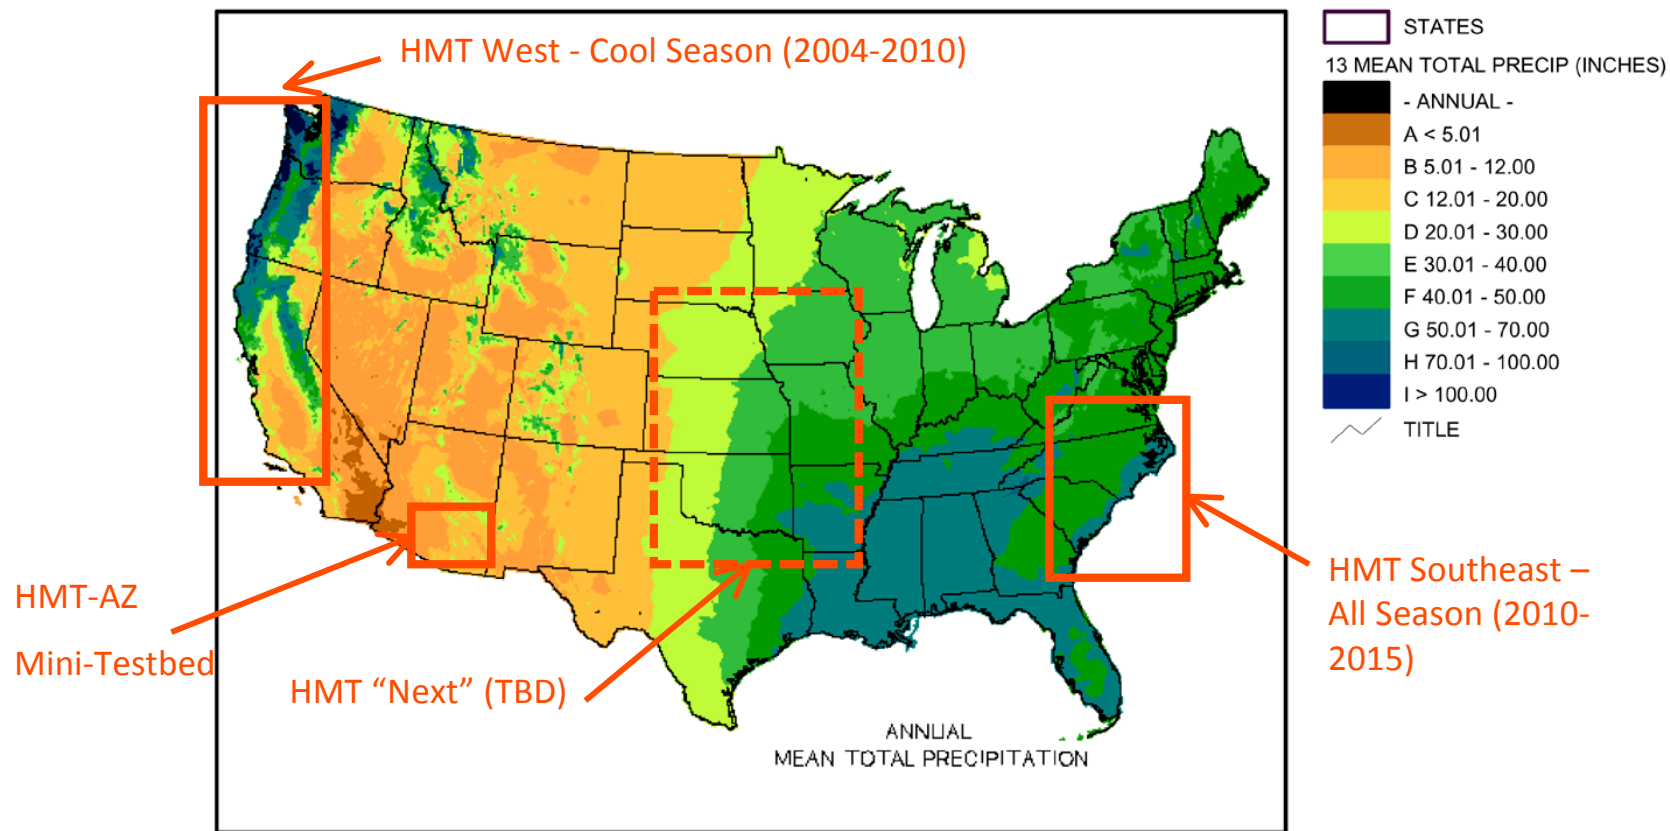 HMT West - Cool Season (2004-2010)
STATES
13 MEAN TOTAL PRECIP (INCHES)
- ANNUAL -
A < 5.01
B 5.01 - 12.00
C 12.01 - 20.00
D 20.01 - 30.00
E 30.01 - 40.00
F 40.01 - 50.00
G 50.01 - 70.00
H 70.01 - 100.00
I > 100.00
TITLE
HMT-AZ
Mini-Testbed
HMT “Next” (TBD)
HMT Southeast –
All Season (2010-
2015)
ANNUAL
MEAN TOTAL PRECIPITATION